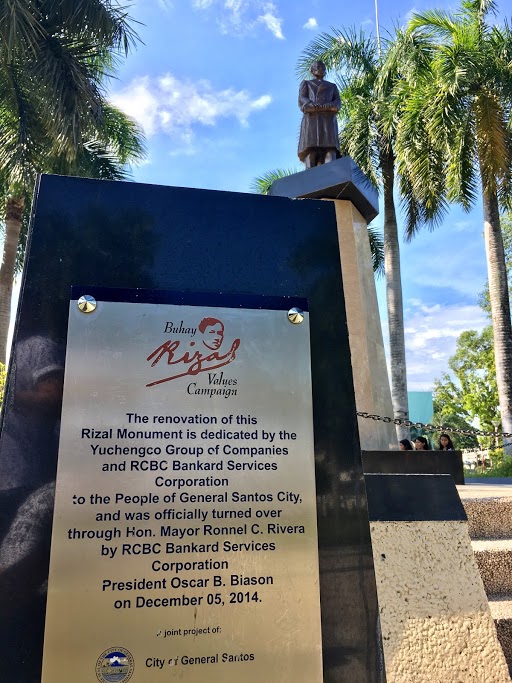 Buhay
Rizal
Values
Campaign
The renovation of this
Rizal Monument is dedicated by the
Yuchengco Group of Companies
and RCBC Bankard Services
Corporation
to the People of General Santos City,
and was officially turned over
through Hon. Mayor Ronnel C. Rivera
by RCBC Bankard Services
Corporation
President Oscar B. Biason
on December 05, 2014.
joint project of:
City of General Santos